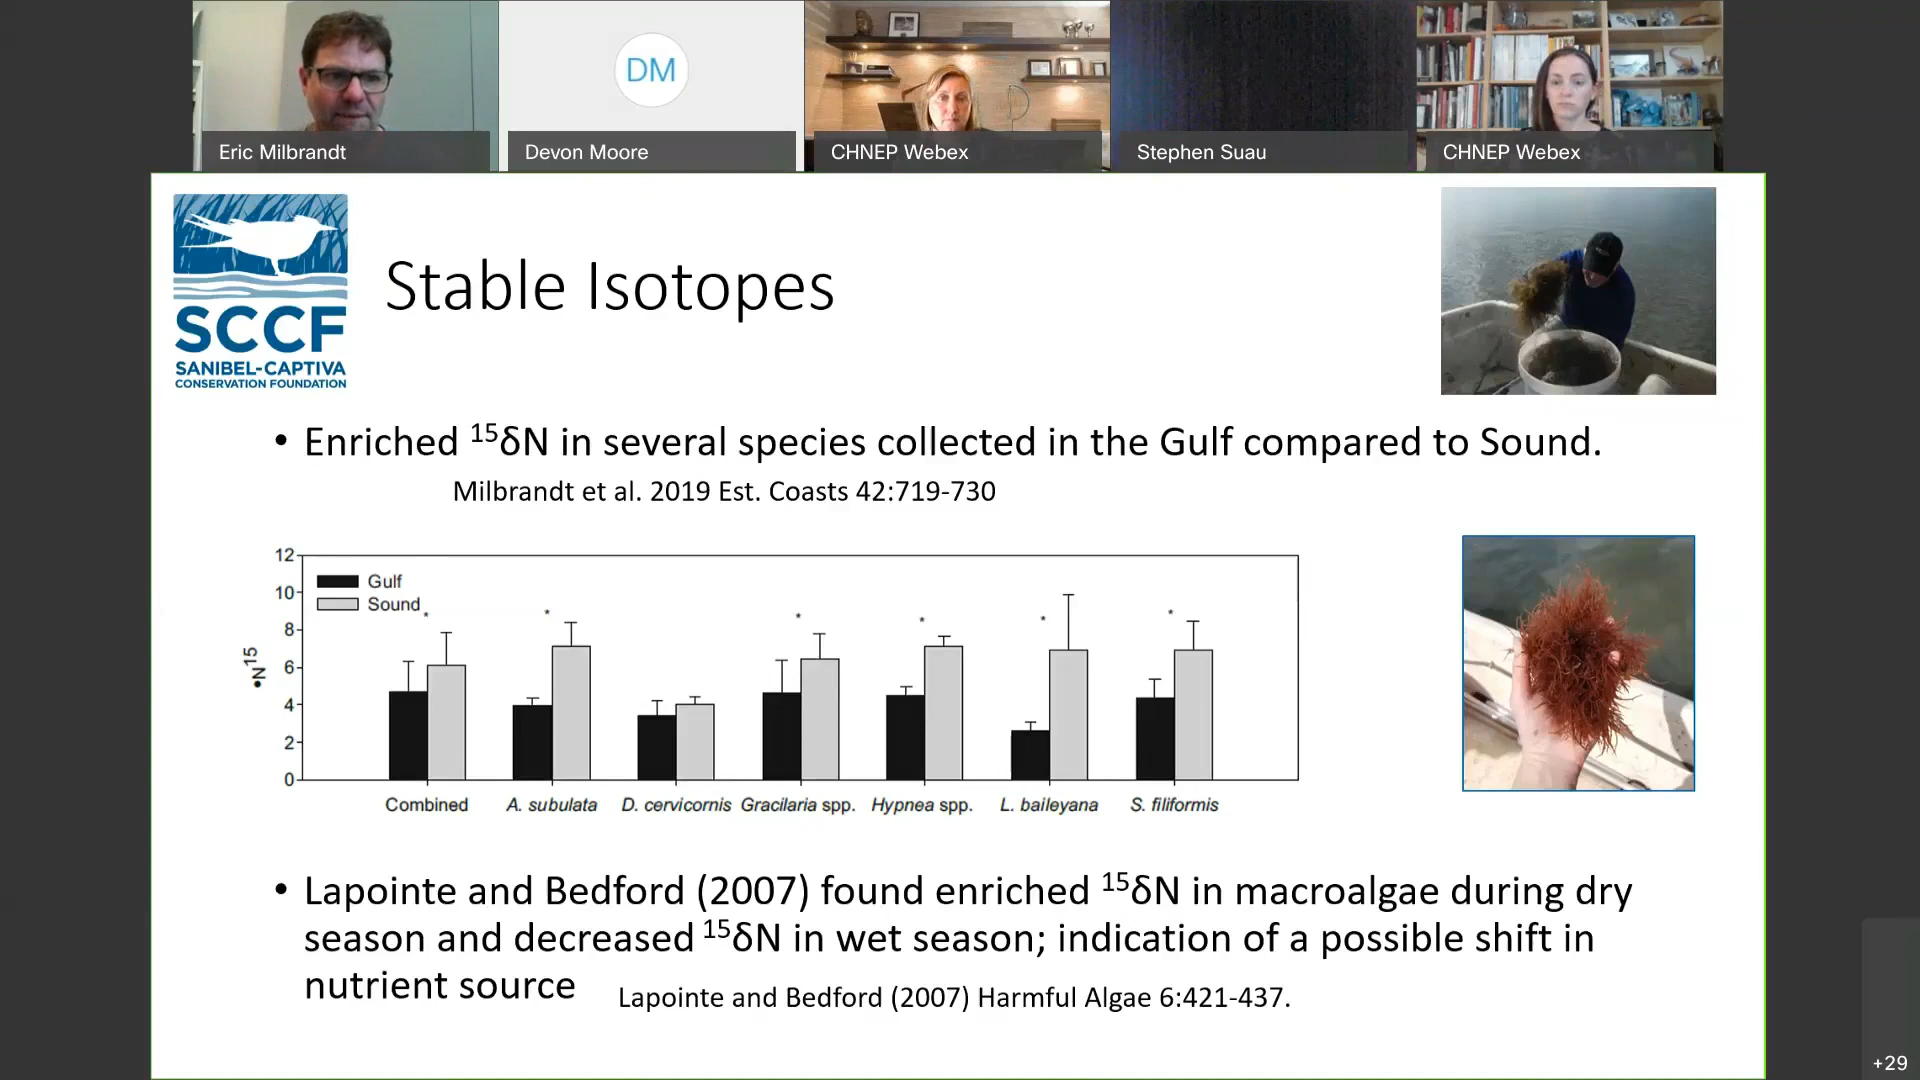 DM
Eric Milbrandt
Devon Moore
CHNEP Webex
Stephen Suau
CHNEP Webex
SCCF
SANIBEL-CAPTIVA
CONSERVATION FOUNDATION
Stable Isotopes
• Enriched ¹⁵δN in several species collected in the Gulf compared to Sound.
Milbrandt et al. 2019 Est. Coasts 42:719-730
12
10
8
6
4
2
0
•N¹⁵
Gulf
Sound
* * * * * *
Combined A. subulata D. cervicornis Gracilaria spp. Hypnea spp. L. baileyana S. filiformis
• Lapointe and Bedford (2007) found enriched ¹⁵δN in macroalgae during dry
season and decreased ¹⁵δN in wet season; indication of a possible shift in
nutrient source Lapointe and Bedford (2007) Harmful Algae 6:421-437.
+29